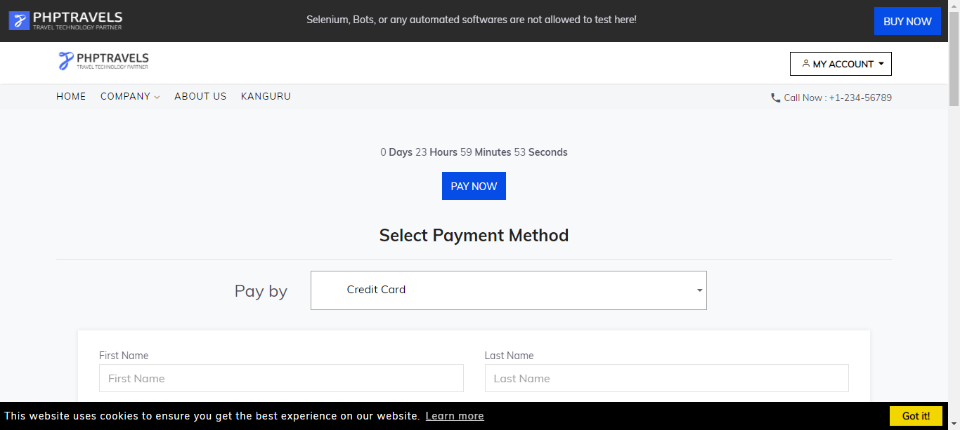 PHPTRAVELS
TRAVEL TECHNOLOGY PARTNER
Selenium, Bots, or any automated softwares are not allowed to test here!
BUY NOW
PHPTRAVELS
TRAVEL TECHNOLOGY PARTNER
MY ACCOUNT
HOME COMPANY ABOUT US KANGURU
Call Now : +1-234-56789
0 Days 23 Hours 59 Minutes 53 Seconds
PAY NOW
Select Payment Method
Pay by
Credit Card
First Name Last Name
First Name Last Name
This website uses cookies to ensure you get the best experience on our website. Learn more
Got it!